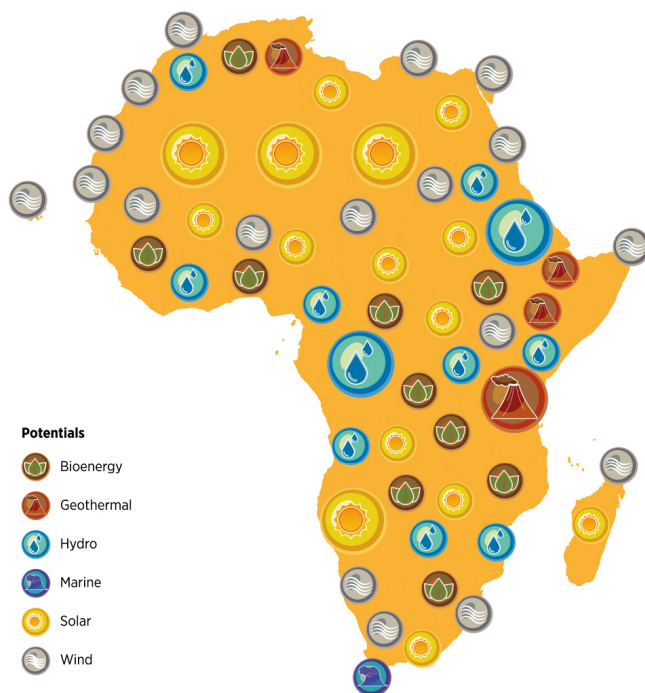 Potentials
Bioenergy
Geothermal
Hydro
Marine
Solar
Wind